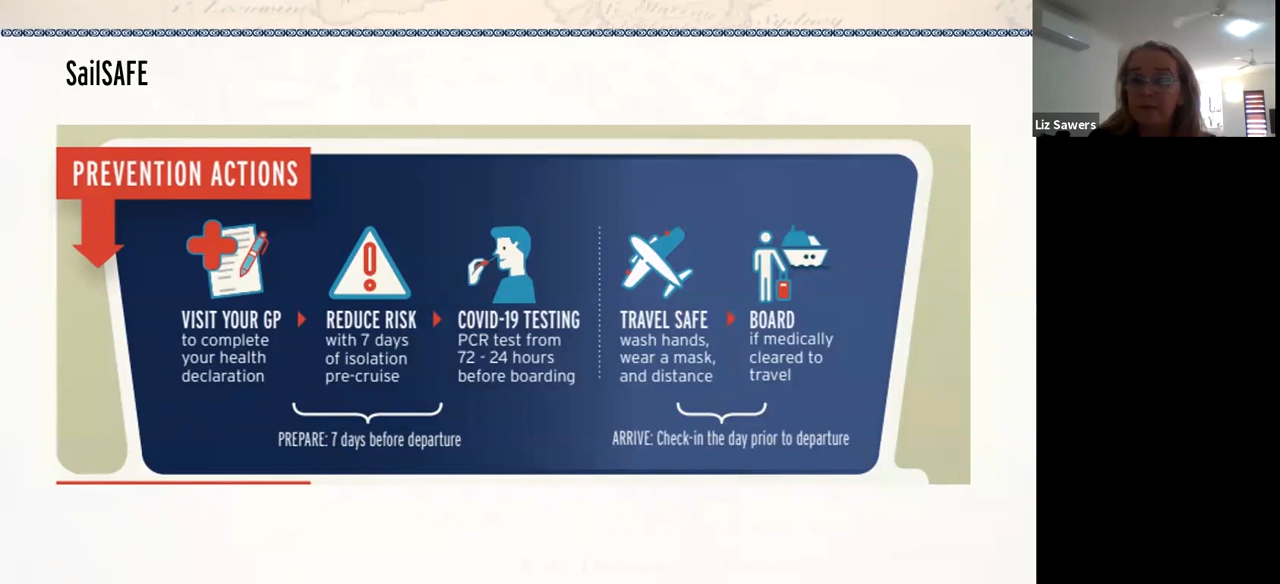 SailSAFE
Liz Sawers
PREVENTION ACTIONS
VISIT YOUR GP
to complete
your health
declaration
REDUCE RISK
with 7 days
of isolation
pre-cruise
COVID-19 TESTING
PCR test from
72 - 24 hours
before boarding
TRAVEL SAFE
wash hands,
wear a mask,
and distance
BOARD
if medically
cleared to
travel
PREPARE: 7 days before departure
ARRIVE: Check-in the day prior to departure